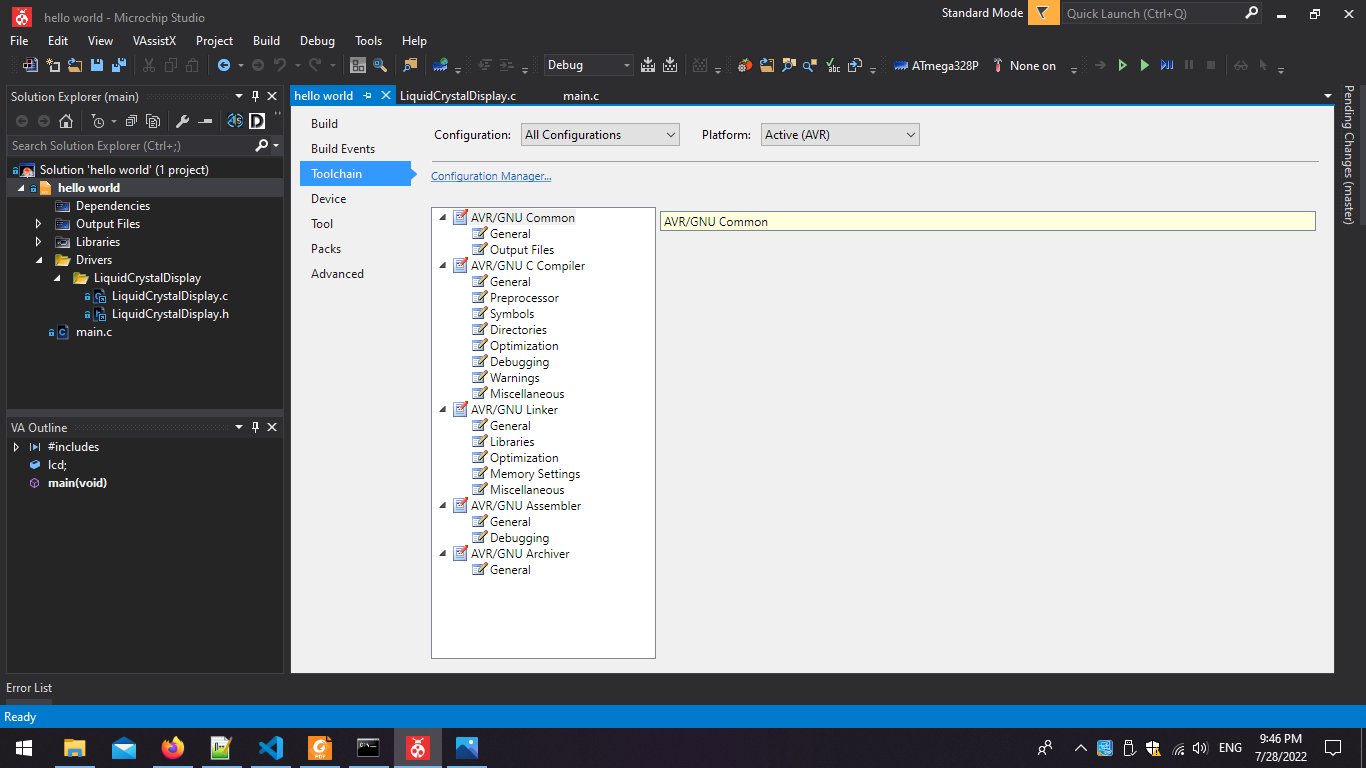 hello world - Microchip Studio
Standard Mode
Quick Launch (Ctrl+Q)
File Edit View VAssistX Project Build Debug Tools Help
Debug
ATmega328P
None on
Solution Explorer (main)
Search Solution Explorer (Ctrl+;)
Solution 'hello world' (1 project)
hello world
Dependencies
Output Files
Libraries
Drivers
LiquidCrystalDisplay
LiquidCrystalDisplay.c
LiquidCrystalDisplay.h
main.c
VA Outline
#includes
lcd;
main(void)
hello world
LiquidCrystalDisplay.c
main.c
Build
Build Events
Toolchain
Device
Tool
Packs
Advanced
Configuration: All Configurations
Platform: Active (AVR)
Configuration Manager...
AVR/GNU Common
General
Output Files
AVR/GNU C Compiler
General
Preprocessor
Symbols
Directories
Optimization
Debugging
Warnings
Miscellaneous
AVR/GNU Linker
General
Libraries
Optimization
Memory Settings
Miscellaneous
AVR/GNU Assembler
General
Debugging
AVR/GNU Archiver
General
AVR/GNU Common
Pending Changes (master)
Error List
Ready
ENG
9:46 PM
7/28/2022